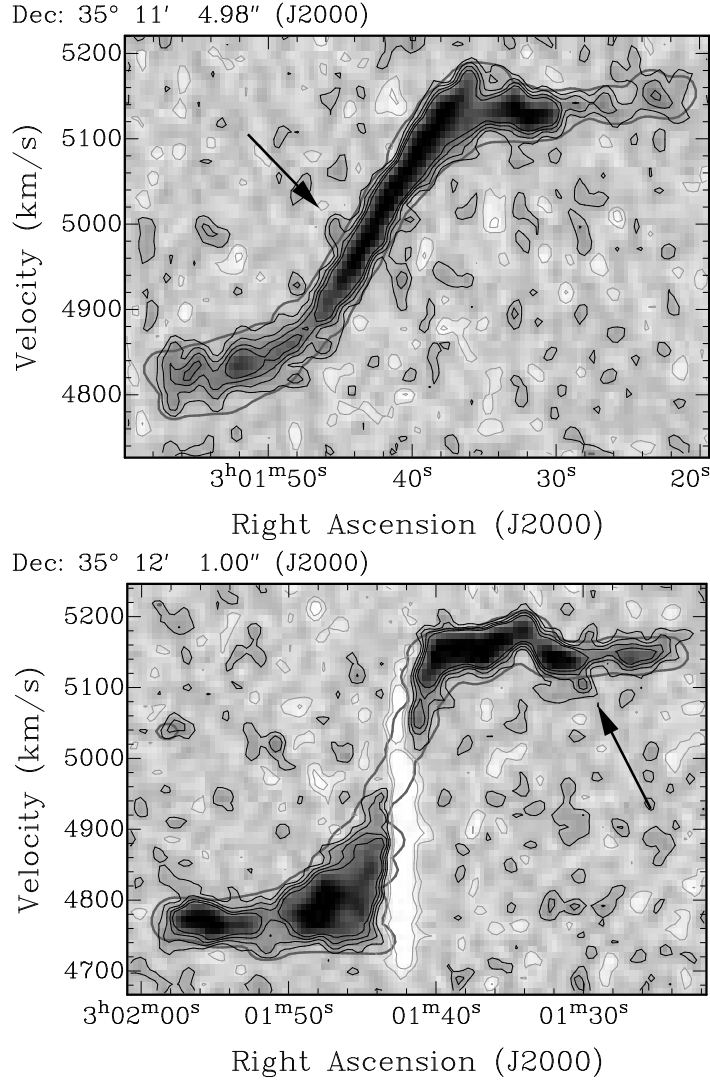 Dec: 35° 11' 4.98" (J2000)
5200
5100
5000
4900
4800
Velocity (km/s)
3h01m50s 40s 30s 20s
Right Ascension (J2000)
Dec: 35° 12' 1.00" (J2000)
5200
5100
5000
4900
4800
4700
Velocity (km/s)
3h02m00s 01m50s 01m40s 01m30s
Right Ascension (J2000)